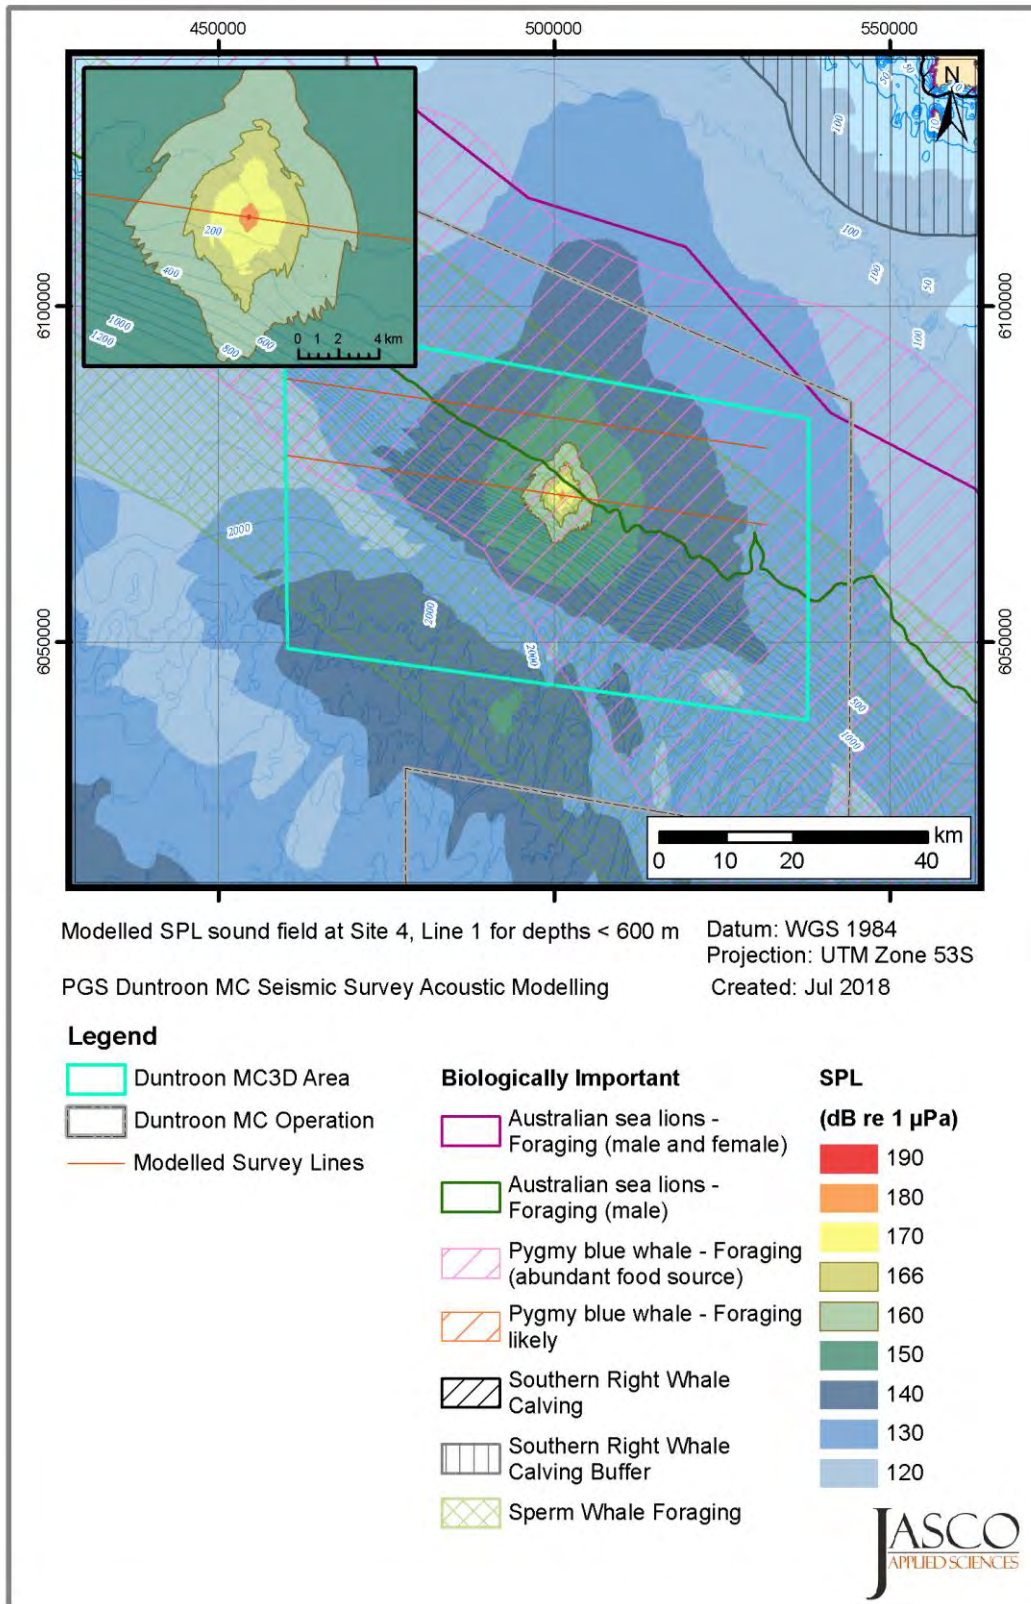 450000
500000
550000
N
50
50
100
10
100
100
100
50
100
6100000
6100000
200
400
1000
1200
800
600
0 1 2 4 km
2000
2000
2000
6050000
6050000
500
1000
km
0 10 20 40
Modelled SPL sound field at Site 4, Line 1 for depths < 600 m
Datum: WGS 1984
Projection: UTM Zone 53S
PGS Duntroon MC Seismic Survey Acoustic Modelling
Created: Jul 2018
Legend
Duntroon MC3D Area
Duntroon MC Operation
Modelled Survey Lines
Biologically Important
Australian sea lions -
Foraging (male and female)
Australian sea lions -
Foraging (male)
Pygmy blue whale - Foraging
(abundant food source)
Pygmy blue whale - Foraging
likely
Southern Right Whale
Calving
Southern Right Whale
Calving Buffer
Sperm Whale Foraging
SPL
(dB re 1 µPa)
190
180
170
166
160
150
140
130
120
JASCO
APPLIED SCIENCES